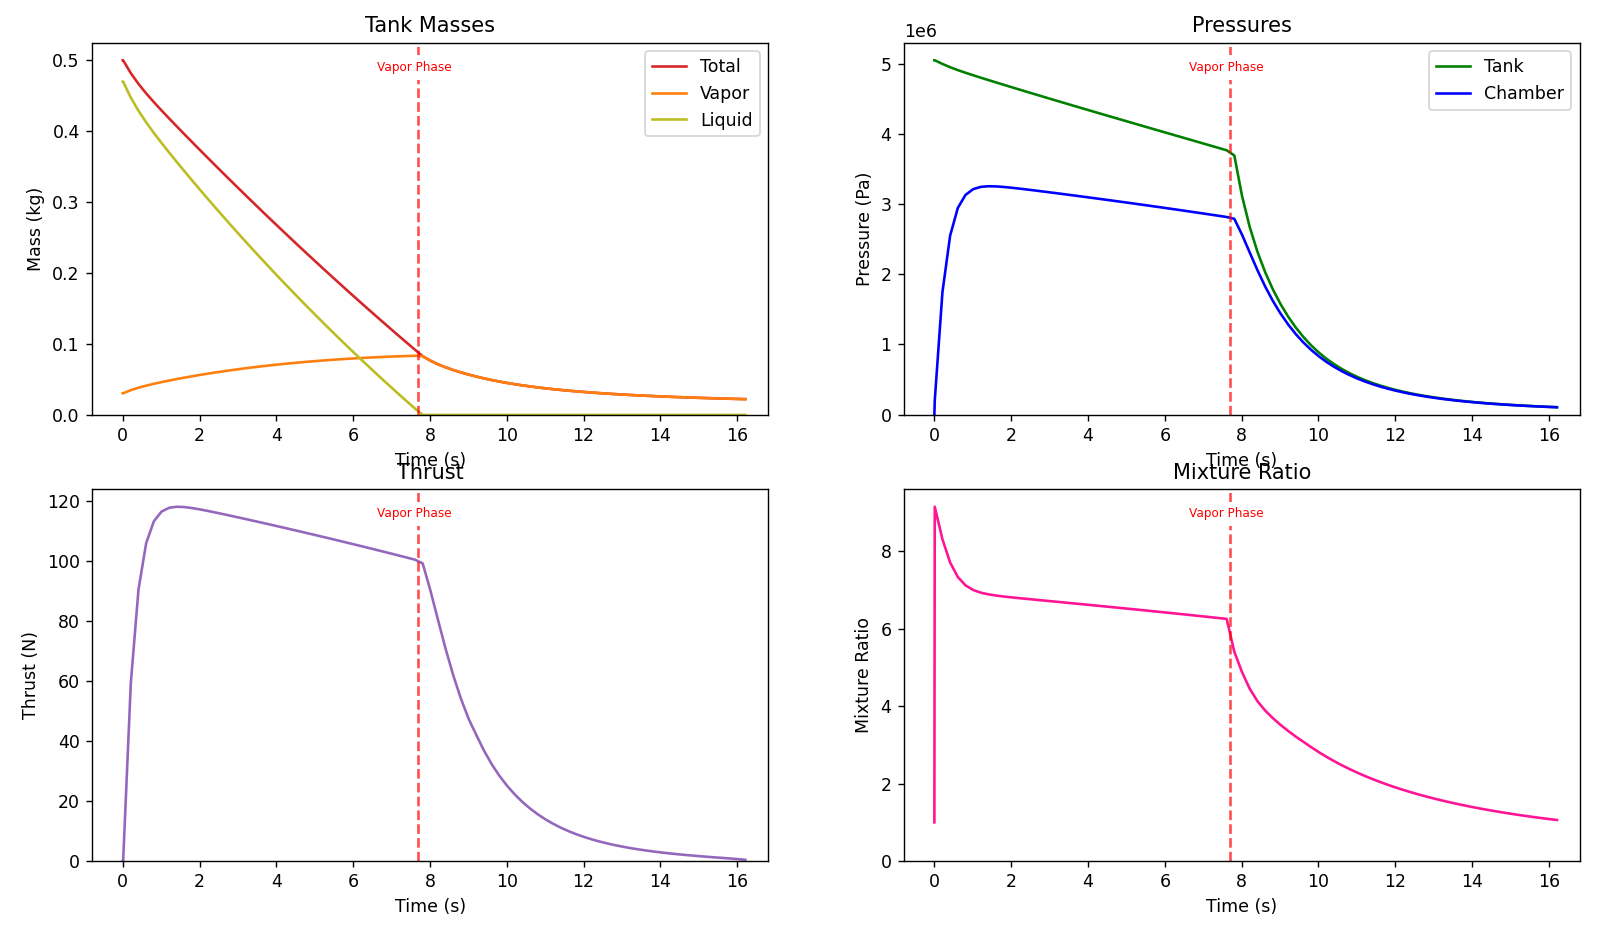 Tank Masses
Mass (kg)
0.5
0.4
0.3
0.2
0.1
0.0
Vapor Phase
Total
Vapor
Liquid
0 2 4 6 8 10 12 14 16
Time (s)
Pressures
1e6
Pressure (Pa)
5
4
3
2
1
0
Vapor Phase
Tank
Chamber
0 2 4 6 8 10 12 14 16
Time (s)
Thrust
Thrust (N)
120
100
80
60
40
20
0
Vapor Phase
0 2 4 6 8 10 12 14 16
Time (s)
Mixture Ratio
Mixture Ratio
8
6
4
2
0
Vapor Phase
0 2 4 6 8 10 12 14 16
Time (s)